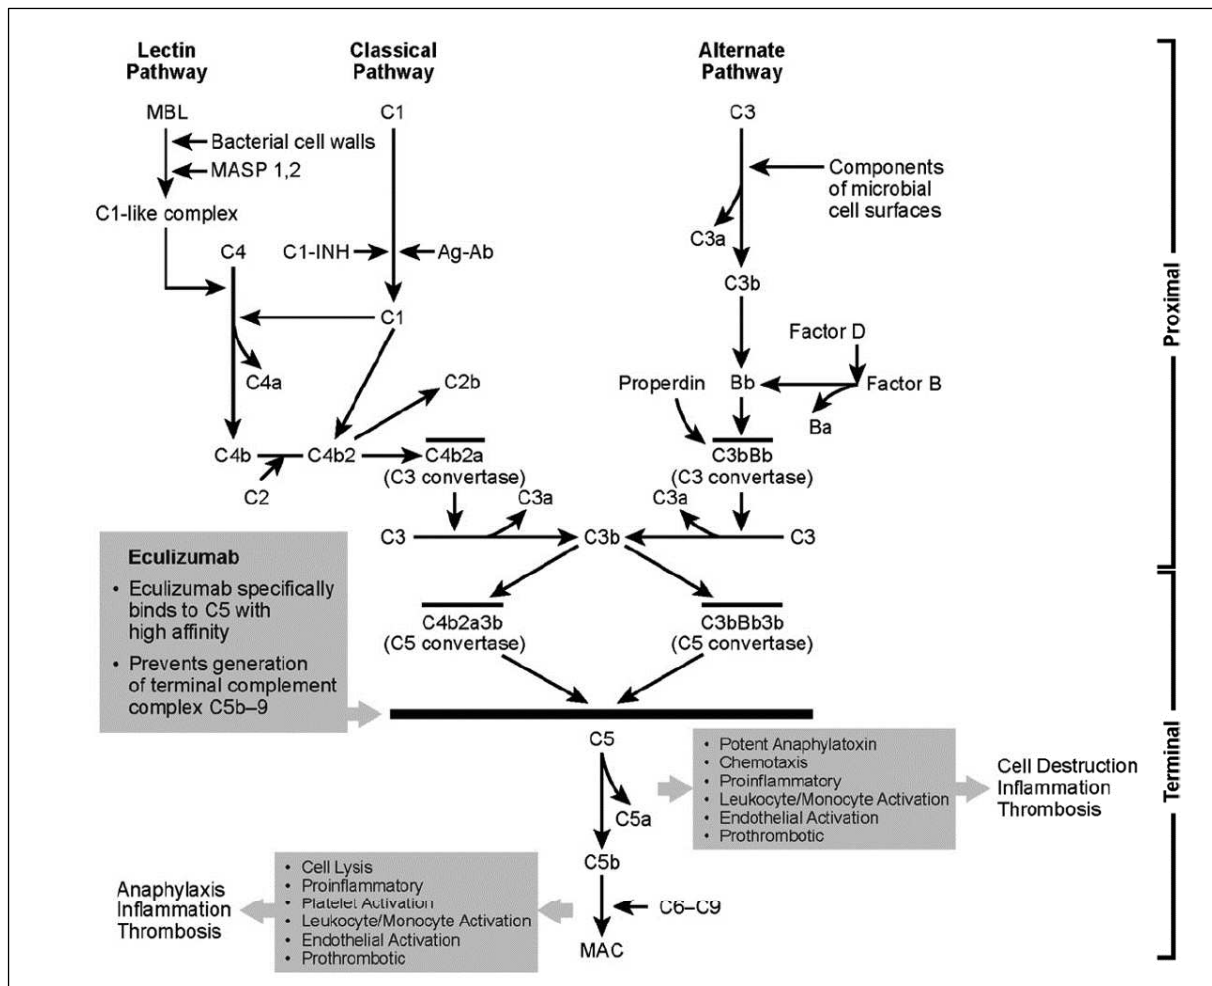 Lectin
Pathway
Classical
Pathway
Alternate
Pathway
MBL
C1
C3
Bacterial cell walls
MASP 1,2
Components
of microbial
cell surfaces
C1-like complex
C3a
C4
C1-INH
Ag-Ab
C3b
C1
Factor D
C4a
C2b
Properdin
Bb
Factor B
Ba
C4b
C4b2
C4b2a
(C3 convertase)
C3bBb
(C3 convertase)
C2
C3a
C3a
C3
C3b
C3
Proximal
Eculizumab
• Eculizumab specifically
binds to C5 with
high affinity
• Prevents generation
of terminal complement
complex C5b–9
C4b2a3b
(C5 convertase)
C3bBb3b
(C5 convertase)
C5
• Potent Anaphylatoxin
• Chemotaxis
• Proinflammatory
• Leukocyte/Monocyte Activation
• Endothelial Activation
• Prothrombotic
Cell Destruction
Inflammation
Thrombosis
Terminal
C5a
C5b
Anaphylaxis
Inflammation
Thrombosis
• Cell Lysis
• Proinflammatory
• Platelet Activation
• Leukocyte/Monocyte Activation
• Endothelial Activation
• Prothrombotic
C6–C9
MAC